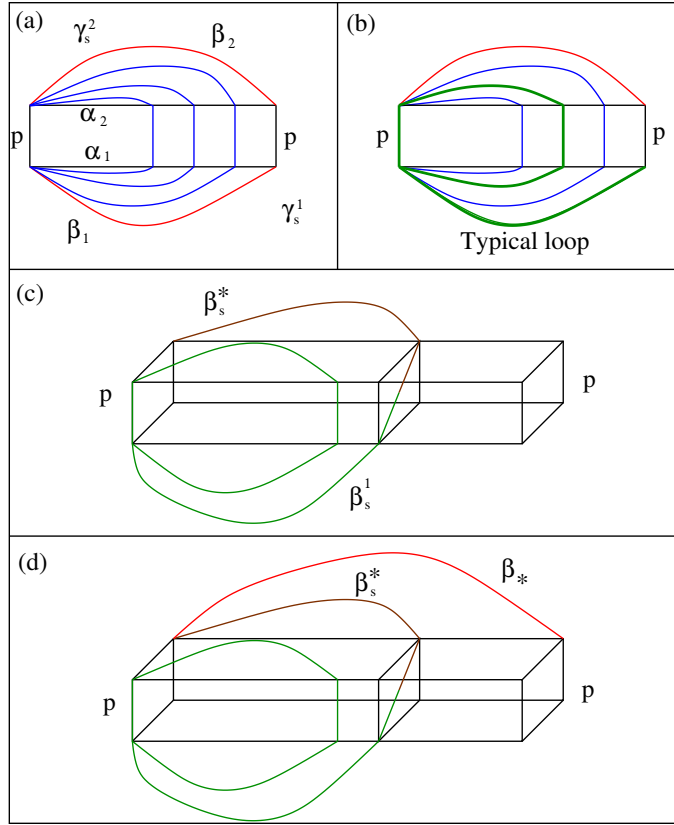 (a)
γ_s^2
β_2
p
α_2
α_1
p
β_1
γ_s^1
(b)
p
p
Typical loop
(c)
β_s^*
p
p
β_s^1
(d)
β_s^*
β_*
p
p